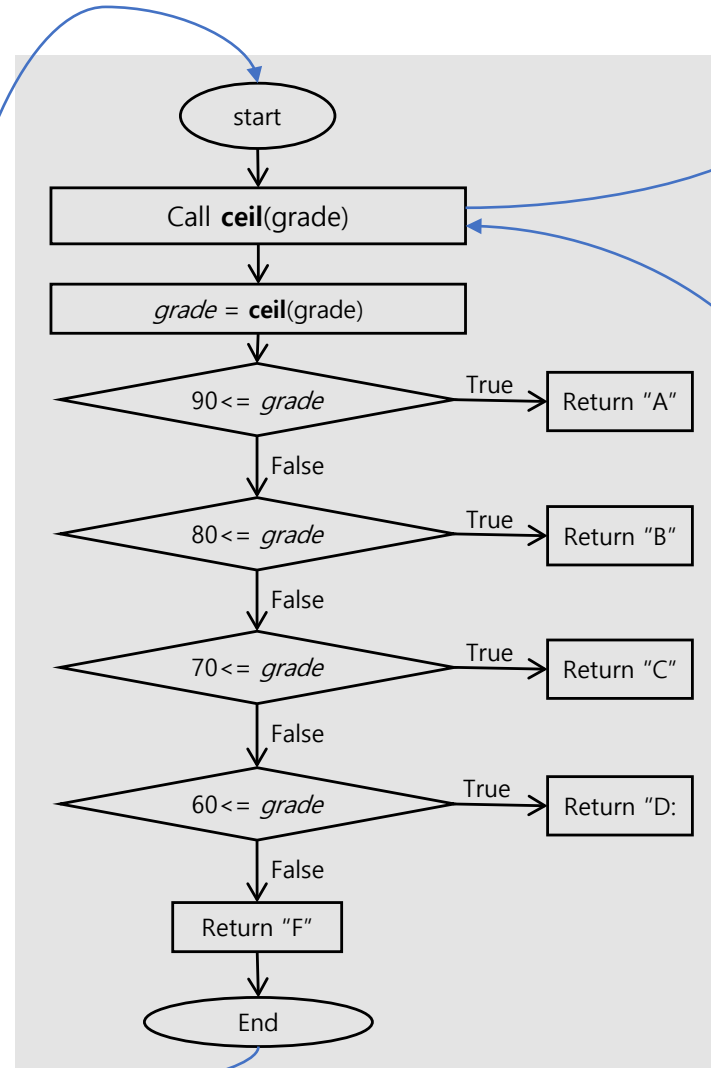 start
Call ceil(grade)
grade = ceil(grade)
90<= grade
True
Return "A"
False
80<= grade
True
Return "B"
False
70<= grade
True
Return "C"
False
60<= grade
True
Return "D:
False
Return "F"
End